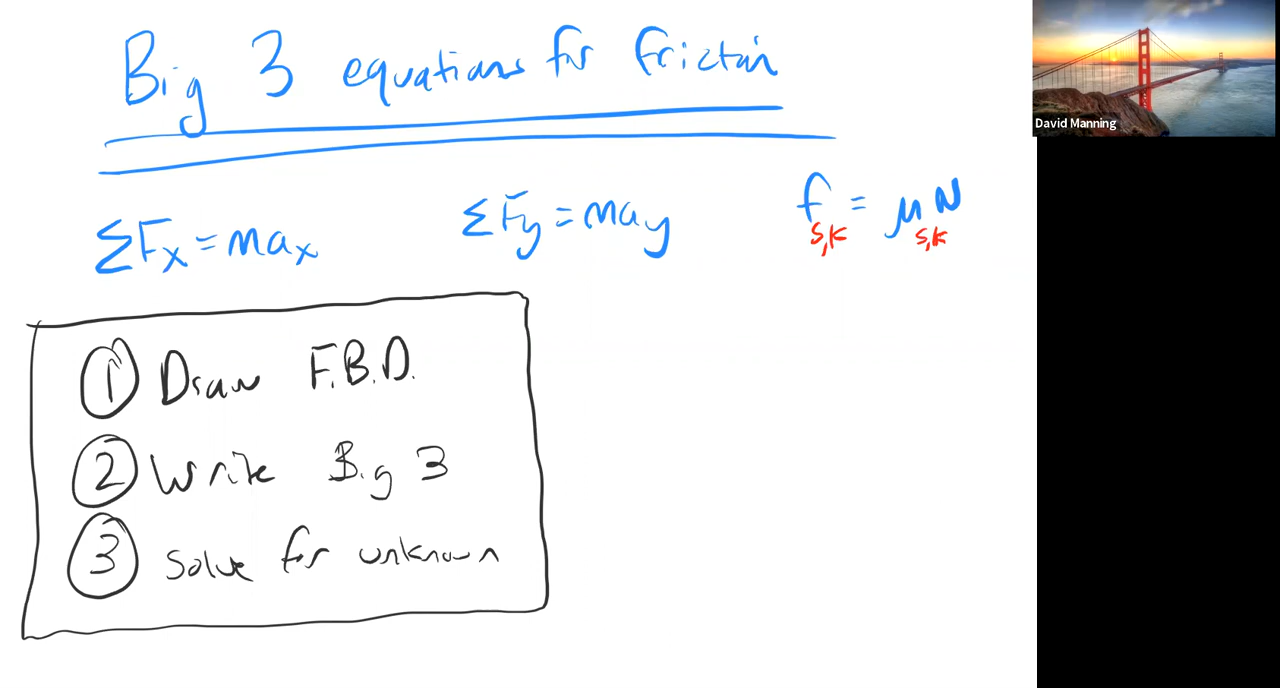 Big 3 equations for friction
David Manning
ΣFx = max
ΣFy = may
fs,k = μs,k N
1 Draw F.B.D.
2 Write Big 3
3 Solve for unknown